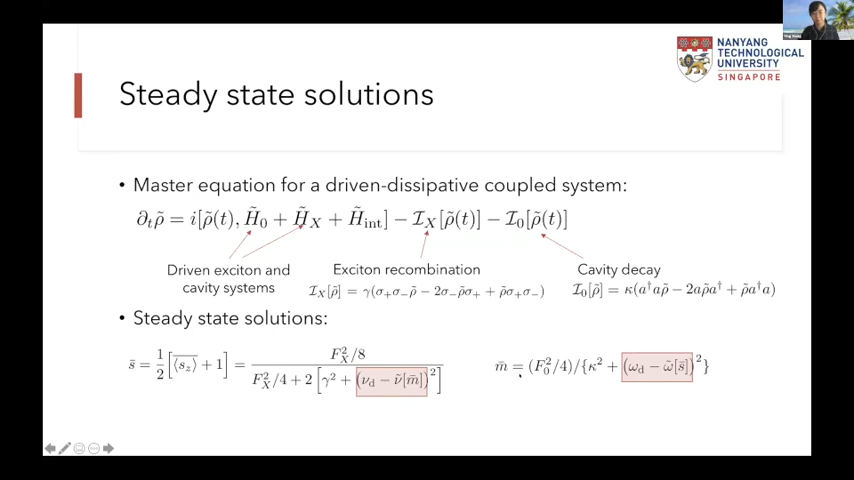 NANYANG
TECHNOLOGICAL
UNIVERSITY
SINGAPORE
Steady state solutions
• Master equation for a driven-dissipative coupled system:
∂ₜρ̃ = i[ρ̃(t), H̃₀ + H̃_X + H̃_int] − 𝓘_X[ρ̃(t)] − 𝓘₀[ρ̃(t)]
Driven exciton and
cavity systems
Exciton recombination
𝓘_X[ρ̃] = γ(σ₊σ₋ρ̃ − 2σ₋ρ̃σ₊ + ρ̃σ₊σ₋)
Cavity decay
𝓘₀[ρ̃] = κ(a†aρ̃ − 2aρ̃a† + ρ̃a†a)
• Steady state solutions:
s̄ = 1/2 [⟨s_z⟩‾ + 1] = (F_X²/8) / (F_X²/4 + 2[γ² + (ν_d − ν̃[m̄])²])
m̄ = (F₀²/4)/{κ² + (ω_d − ω̃[s̄])²}